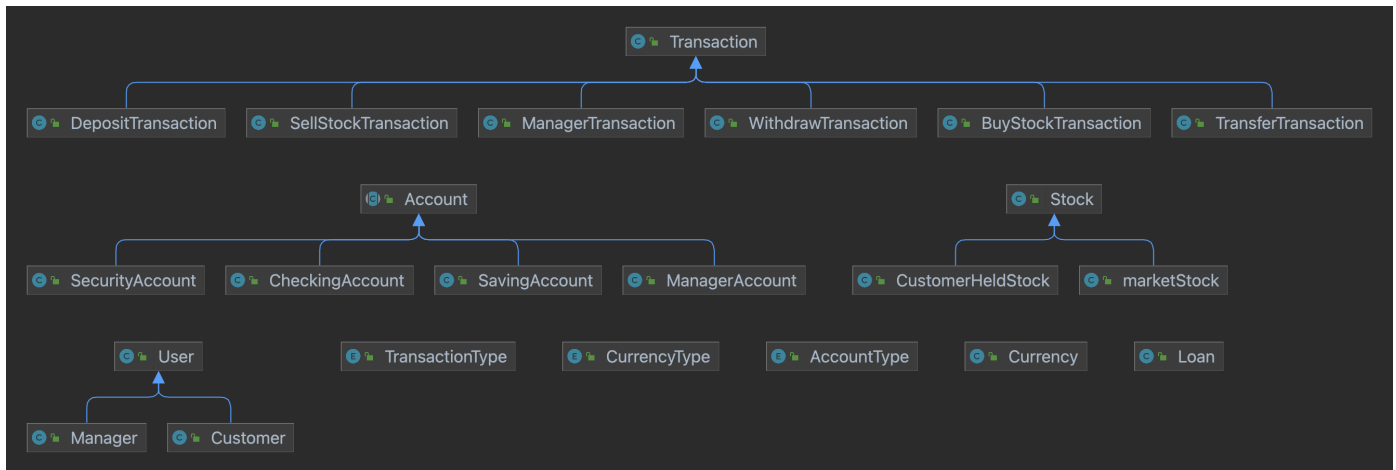 Transaction
DepositTransaction SellStockTransaction ManagerTransaction WithdrawTransaction BuyStockTransaction TransferTransaction
Account Stock
SecurityAccount CheckingAccount SavingAccount ManagerAccount CustomerHeldStock marketStock
User TransactionType CurrencyType AccountType Currency Loan
Manager Customer